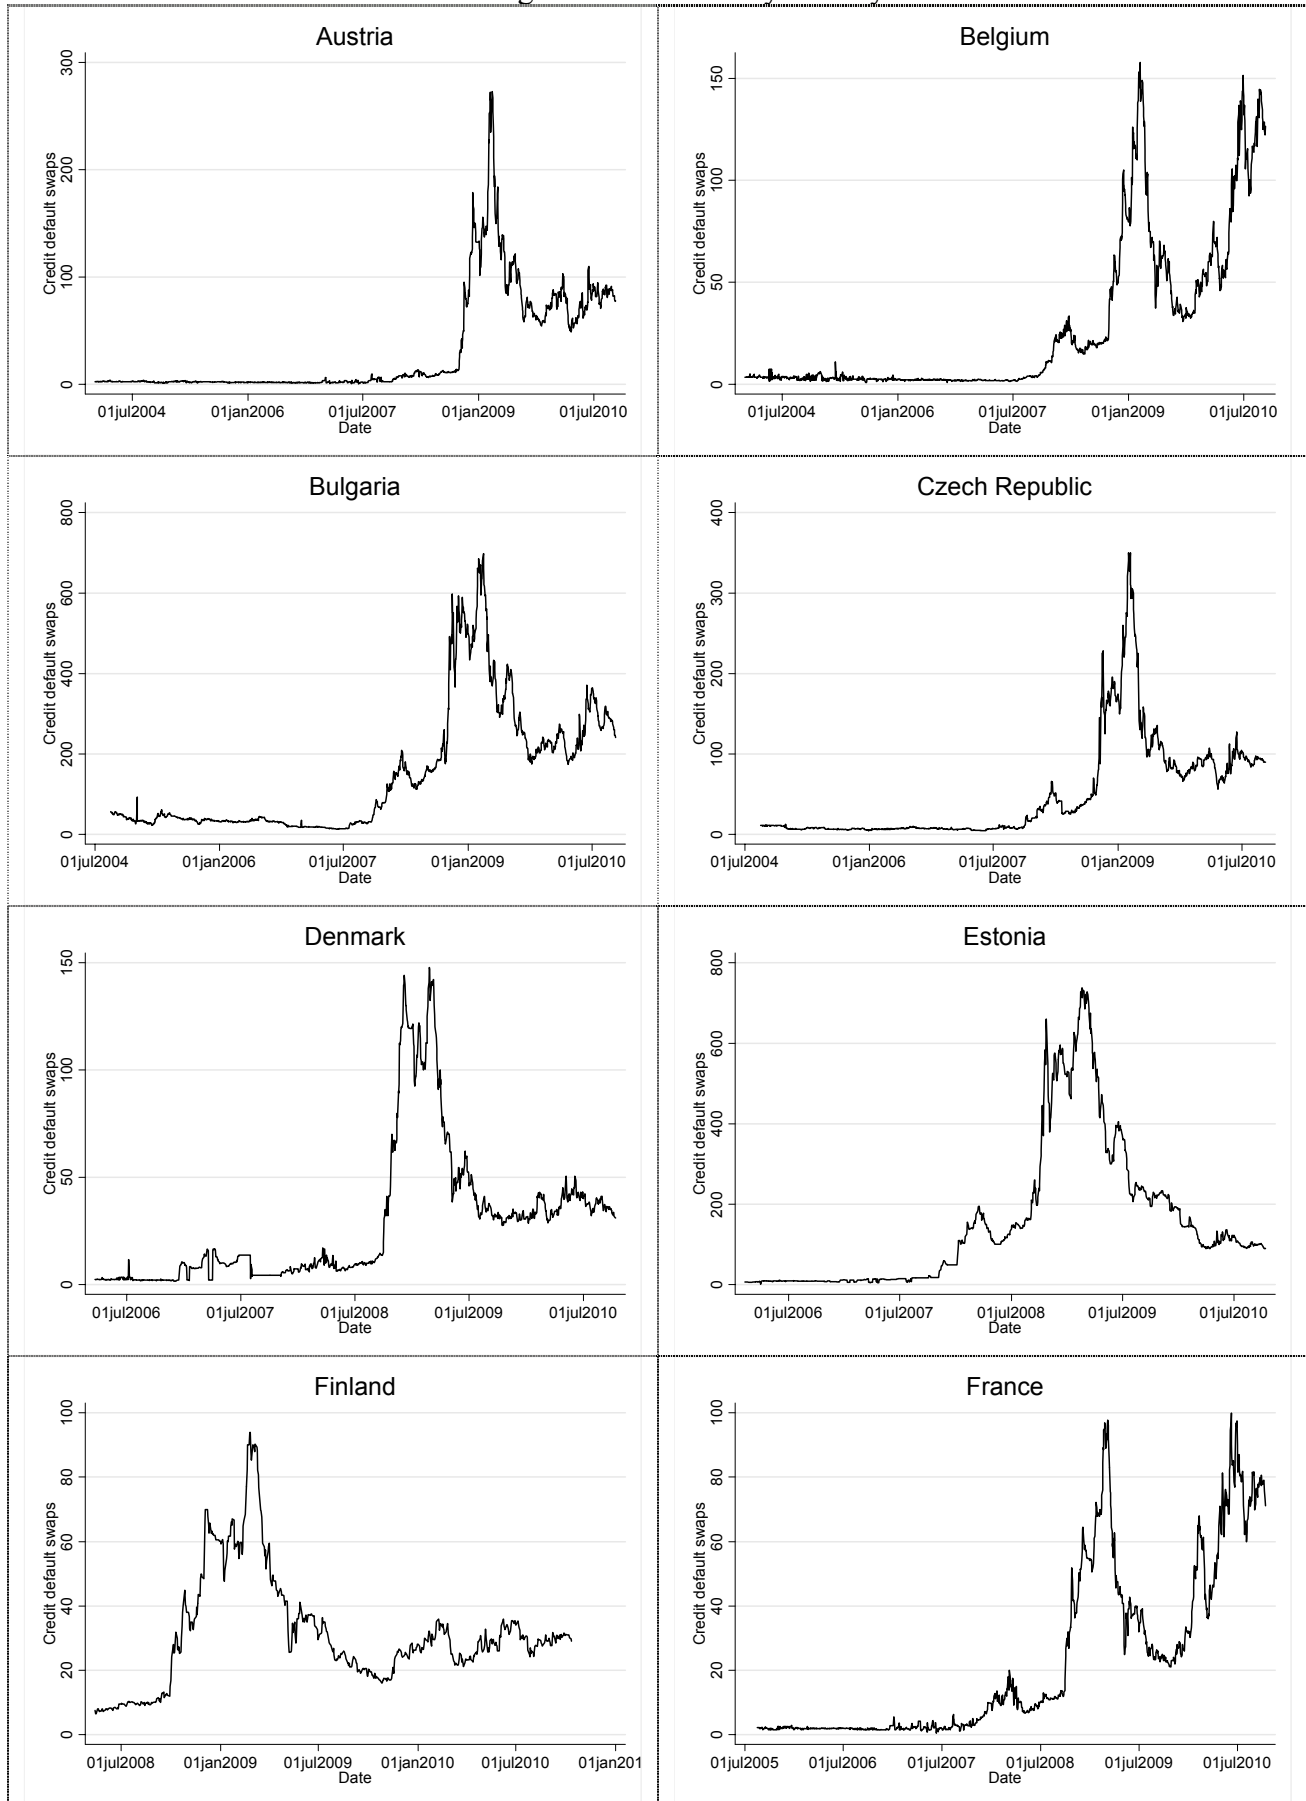 Austria
Credit default swaps
300
200
100
0
01jul2004 01jan2006 01jul2007 01jan2009 01jul2010
Date
Belgium
Credit default swaps
150
100
50
0
01jul2004 01jan2006 01jul2007 01jan2009 01jul2010
Date
Bulgaria
Credit default swaps
800
600
400
200
0
01jul2004 01jan2006 01jul2007 01jan2009 01jul2010
Date
Czech Republic
Credit default swaps
400
300
200
100
0
01jul2004 01jan2006 01jul2007 01jan2009 01jul2010
Date
Denmark
Credit default swaps
150
100
50
0
01jul2006 01jul2007 01jul2008 01jul2009 01jul2010
Date
Estonia
Credit default swaps
800
600
400
200
0
01jul2006 01jul2007 01jul2008 01jul2009 01jul2010
Date
Finland
Credit default swaps
100
80
60
40
20
0
01jul2008 01jan2009 01jul2009 01jan2010 01jul2010 01jan201
Date
France
Credit default swaps
100
80
60
40
20
0
01jul2005 01jul2006 01jul2007 01jul2008 01jul2009 01jul2010
Date